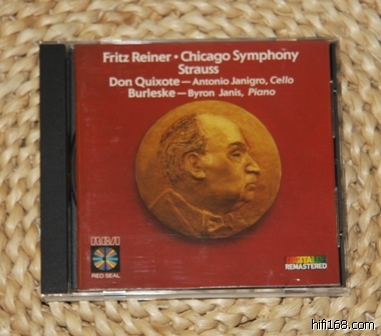 Fritz Reiner • Chicago Symphony
Strauss
Don Quixote — Antonio Janigro, Cello
Burleske — Byron Janis, Piano
RCA
RED SEAL
DIGITALLY
REMASTERED
hifi168.com